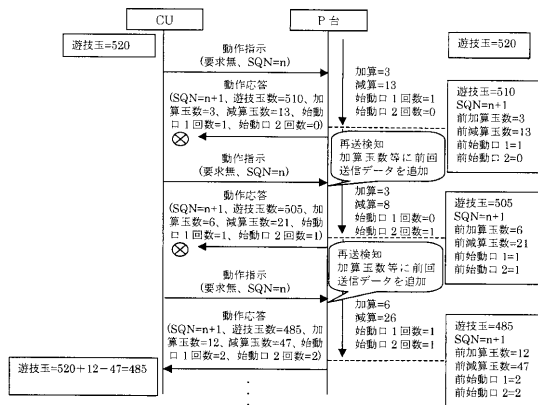 CU
P台
遊技玉=520
遊技玉=520
動作指示
(要求無、SQN=n)
加算=3
減算=13
始動口1回数=1
始動口2回数=0
動作応答
(SQN=n+1、遊技玉数=510、加
算玉数=3、減算玉数=13、始動
口1回数=1、始動口2回数=0)
遊技玉=510
SQN=n+1
前加算玉数=3
前減算玉数=13
前始動口1=1
前始動口2=0
再送検知
加算玉数等に前回
送信データを追加
動作指示
(要求無、SQN=n)
加算=3
減算=8
始動口1回数=0
始動口2回数=1
動作応答
(SQN=n+1、遊技玉数=505、加
算玉数=6、減算玉数=21、始動
口1回数=1、始動口2回数=1)
遊技玉=505
SQN=n+1
前加算玉数=6
前減算玉数=21
前始動口1=1
前始動口2=1
再送検知
加算玉数等に前回
送信データを追加
動作指示
(要求無、SQN=n)
加算=6
減算=26
始動口1回数=1
始動口2回数=1
動作応答
(SQN=n+1、遊技玉数=485、加
算玉数=12、減算玉数=47、始動
口1回数=2、始動口2回数=2)
遊技玉=485
SQN=n+1
前加算玉数=12
前減算玉数=47
前始動口1=2
前始動口2=2
遊技玉=520+12-47=485